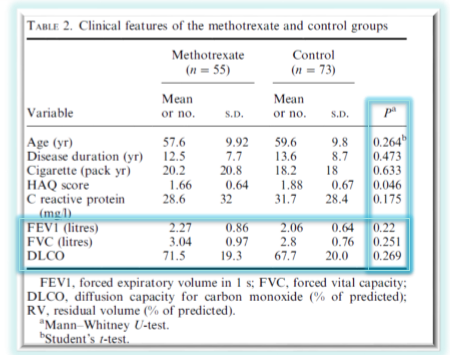 TABLE 2. Clinical features of the methotrexate and control groups
Methotrexate Control
(n = 55) (n = 73)
Mean Mean
Variable or no. S.D. or no. S.D. Pᵃ
Age (yr) 57.6 9.92 59.6 9.8 0.264ᵇ
Disease duration (yr) 12.5 7.7 13.6 8.7 0.473
Cigarette (pack yr) 20.2 20.8 18.2 18 0.633
HAQ score 1.66 0.64 1.88 0.67 0.046
C reactive protein 28.6 32 31.7 28.4 0.175
(mg/l)
FEV1 (litres) 2.27 0.86 2.06 0.64 0.22
FVC (litres) 3.04 0.97 2.8 0.76 0.251
DLCO 71.5 19.3 67.7 20.0 0.269
FEV1, forced expiratory volume in 1 s; FVC, forced vital capacity;
DLCO, diffusion capacity for carbon monoxide (% of predicted);
RV, residual volume (% of predicted).
ᵃMann–Whitney U-test.
ᵇStudent's t-test.